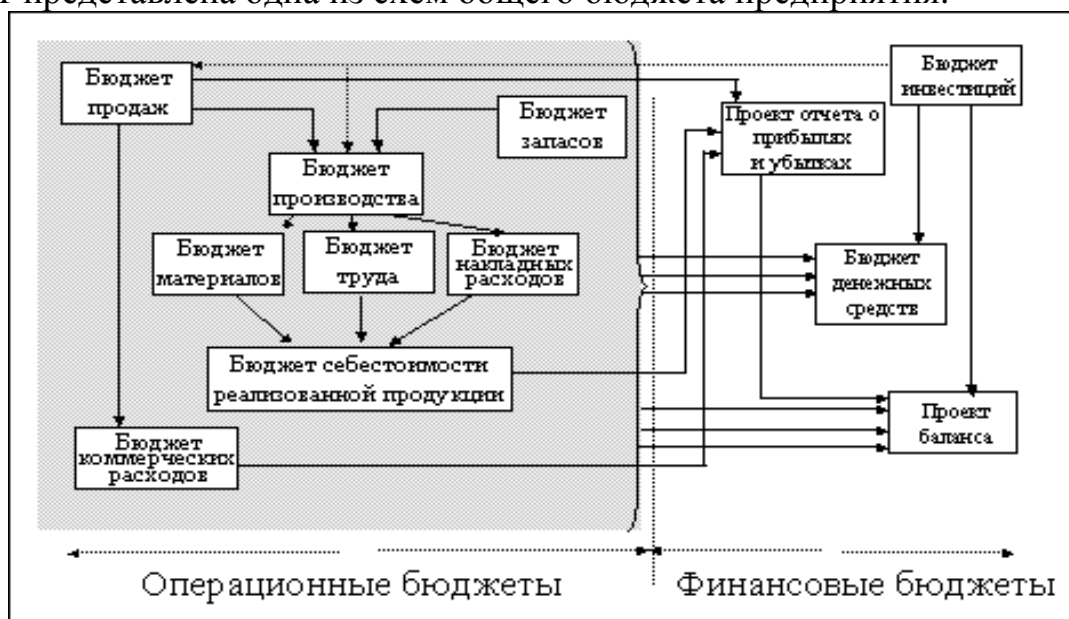 представлена одна из схем общего бюджета предприятия.
Бюджет
продаж
Бюджет
запасов
Бюджет
инвестиций
Проект отчета о
прибылях
и убытках
Бюджет
производства
Бюджет
материалов
Бюджет
труда
Бюджет
накладных
расходов
Бюджет
денежных
средств
Бюджет себестоимости
реализованной продукции
Проект
баланса
Бюджет
коммерческих
расходов
Операционные бюджеты
Финансовые бюджеты